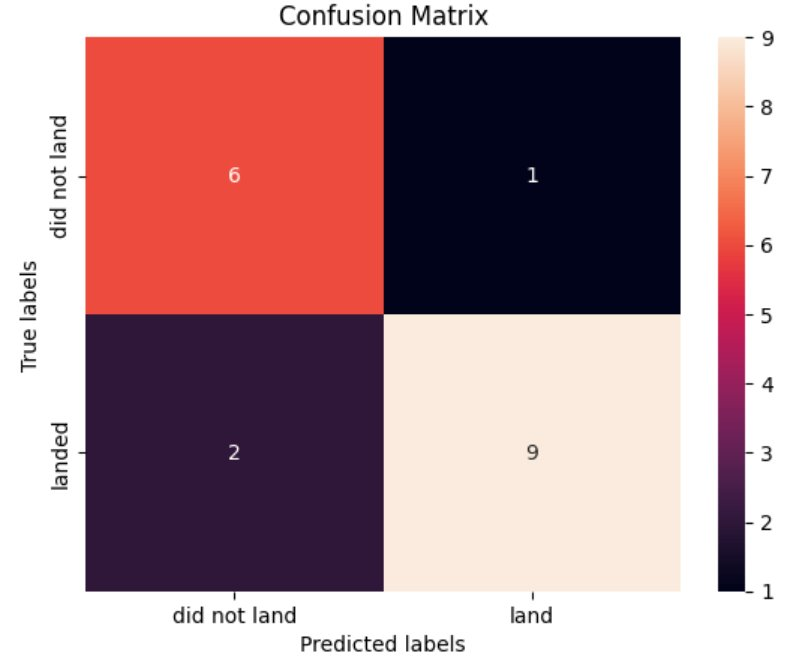 Confusion Matrix
did not land
landed
True labels
6
1
2
9
did not land
land
Predicted labels
9
8
7
6
5
4
3
2
1